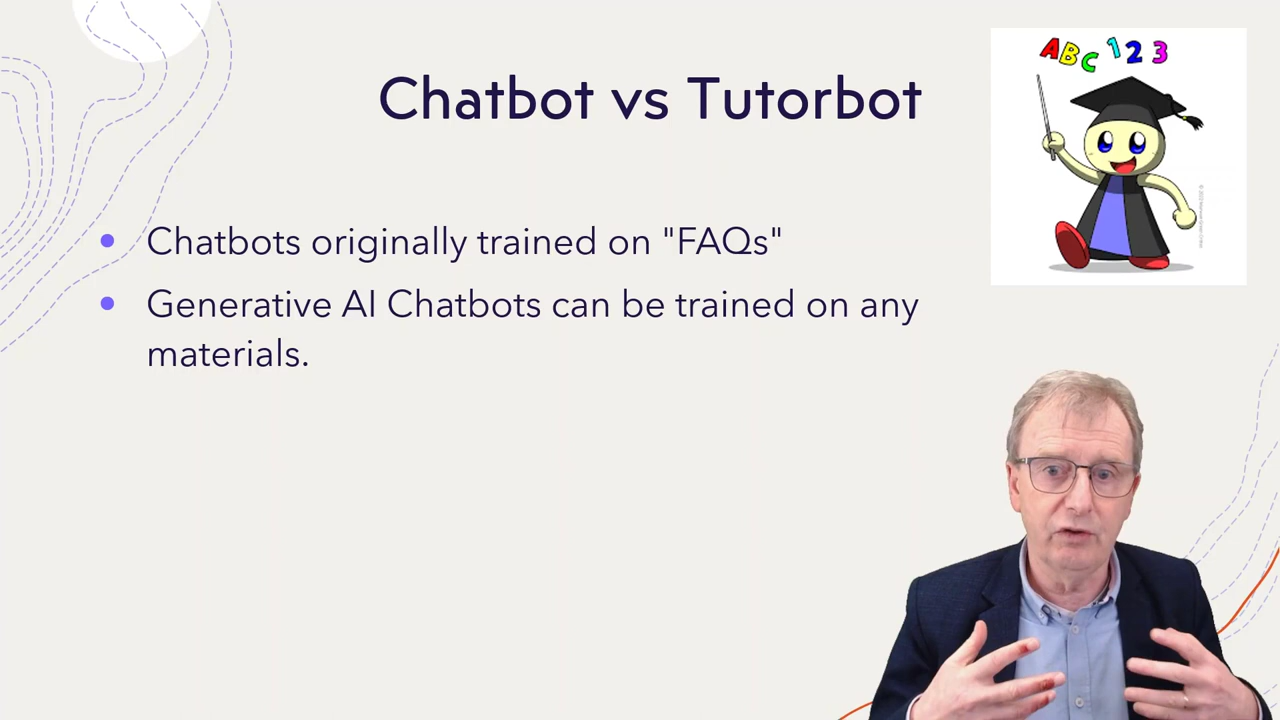 ABC 123
Chatbot vs Tutorbot
Chatbots originally trained on "FAQs"
Generative AI Chatbots can be trained on any
materials.